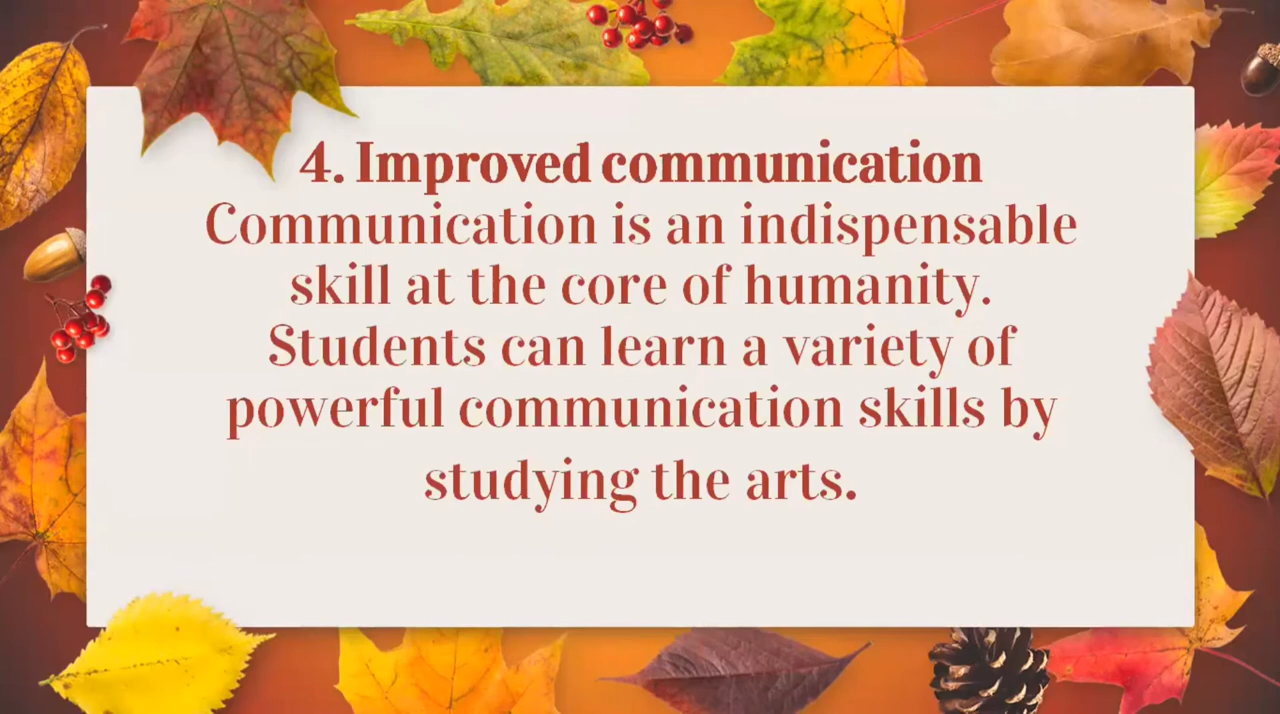 4. Improved communication
Communication is an indispensable
skill at the core of humanity.
Students can learn a variety of
powerful communication skills by
studying the arts.